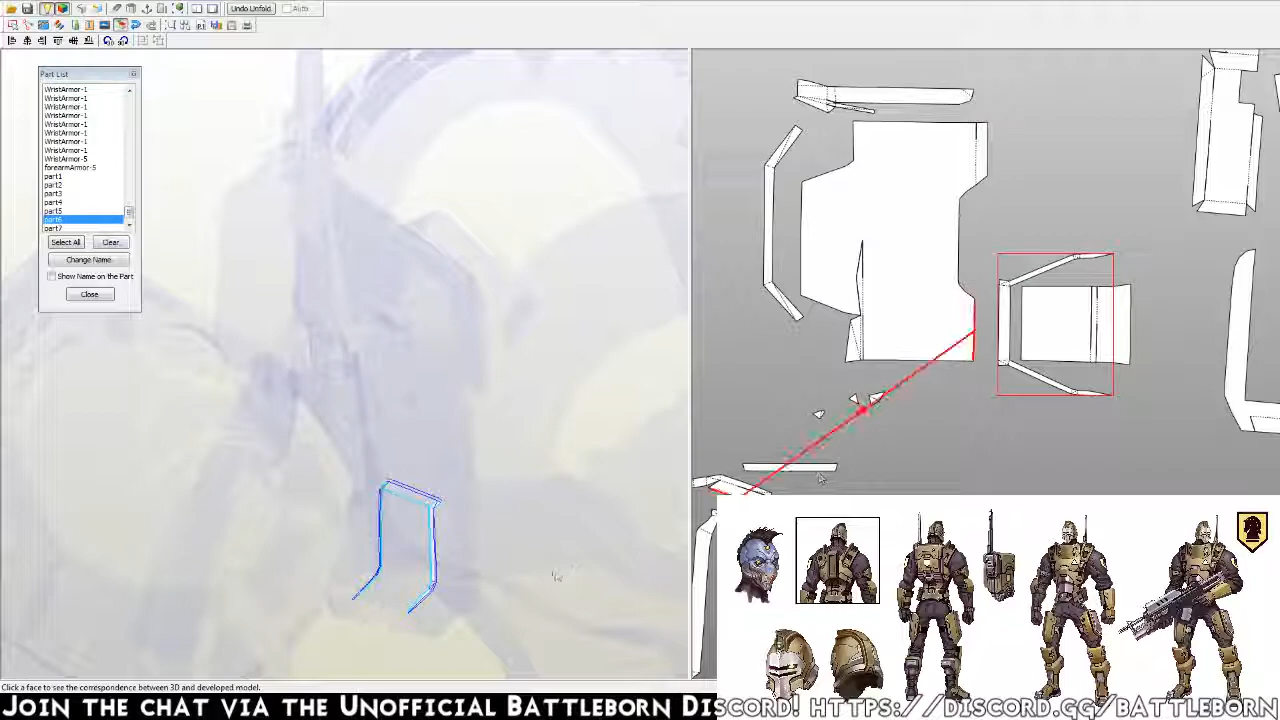 Undo Unfold
Auto
Part List
WristArmor-1
WristArmor-1
WristArmor-1
WristArmor-1
WristArmor-1
WristArmor-1
WristArmor-1
WristArmor-1
WristArmor-5
forearmArmor-5
part1
part2
part3
part4
part5
part6
part7
Select All
Clear
Change Name
Show Name on the Part
Close
Click a face to see the correspondence between 3D and developed model.
Join the chat via the Unofficial Battleborn Discord! https://discord.gg/battleborn